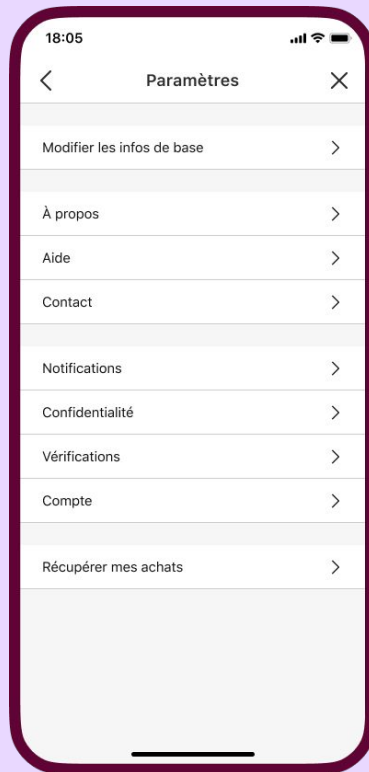 18:05
Paramètres
Modifier les infos de base
À propos
Aide
Contact
Notifications
Confidentialité
Vérifications
Compte
Récupérer mes achats